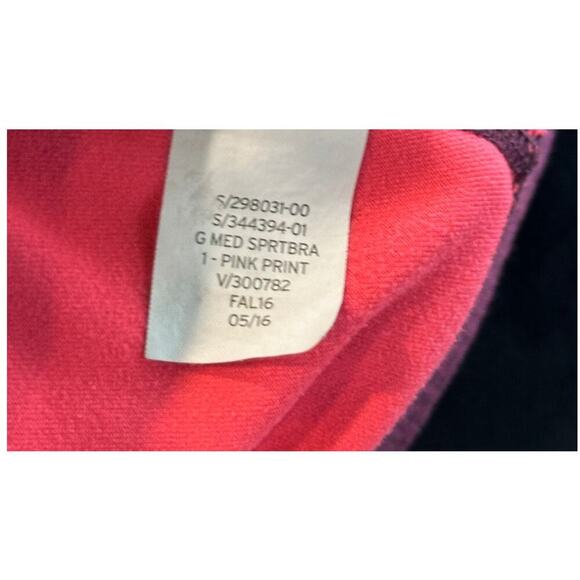 S/298031-00
S/344394-01
G MED SPRTBRA
1 - PINK PRINT
V/300782
FAL16
05/16